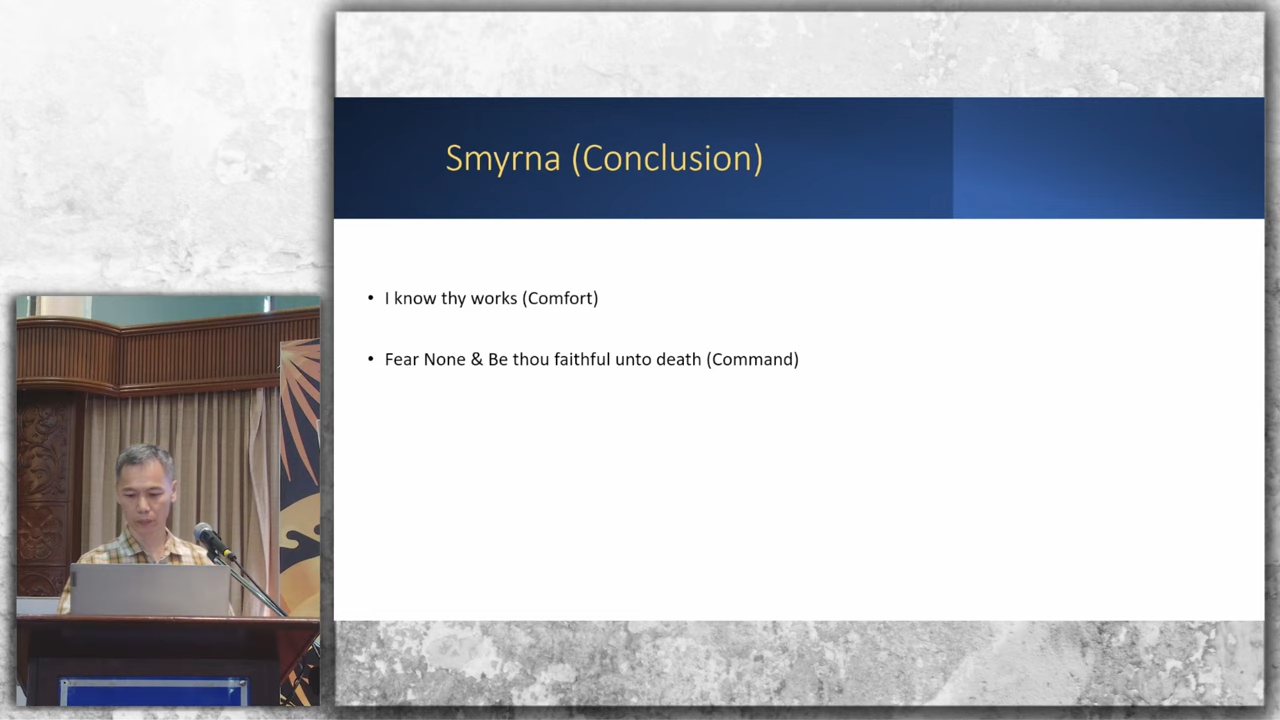 Smyrna (Conclusion)
• I know thy works (Comfort)
• Fear None & Be thou faithful unto death (Command)